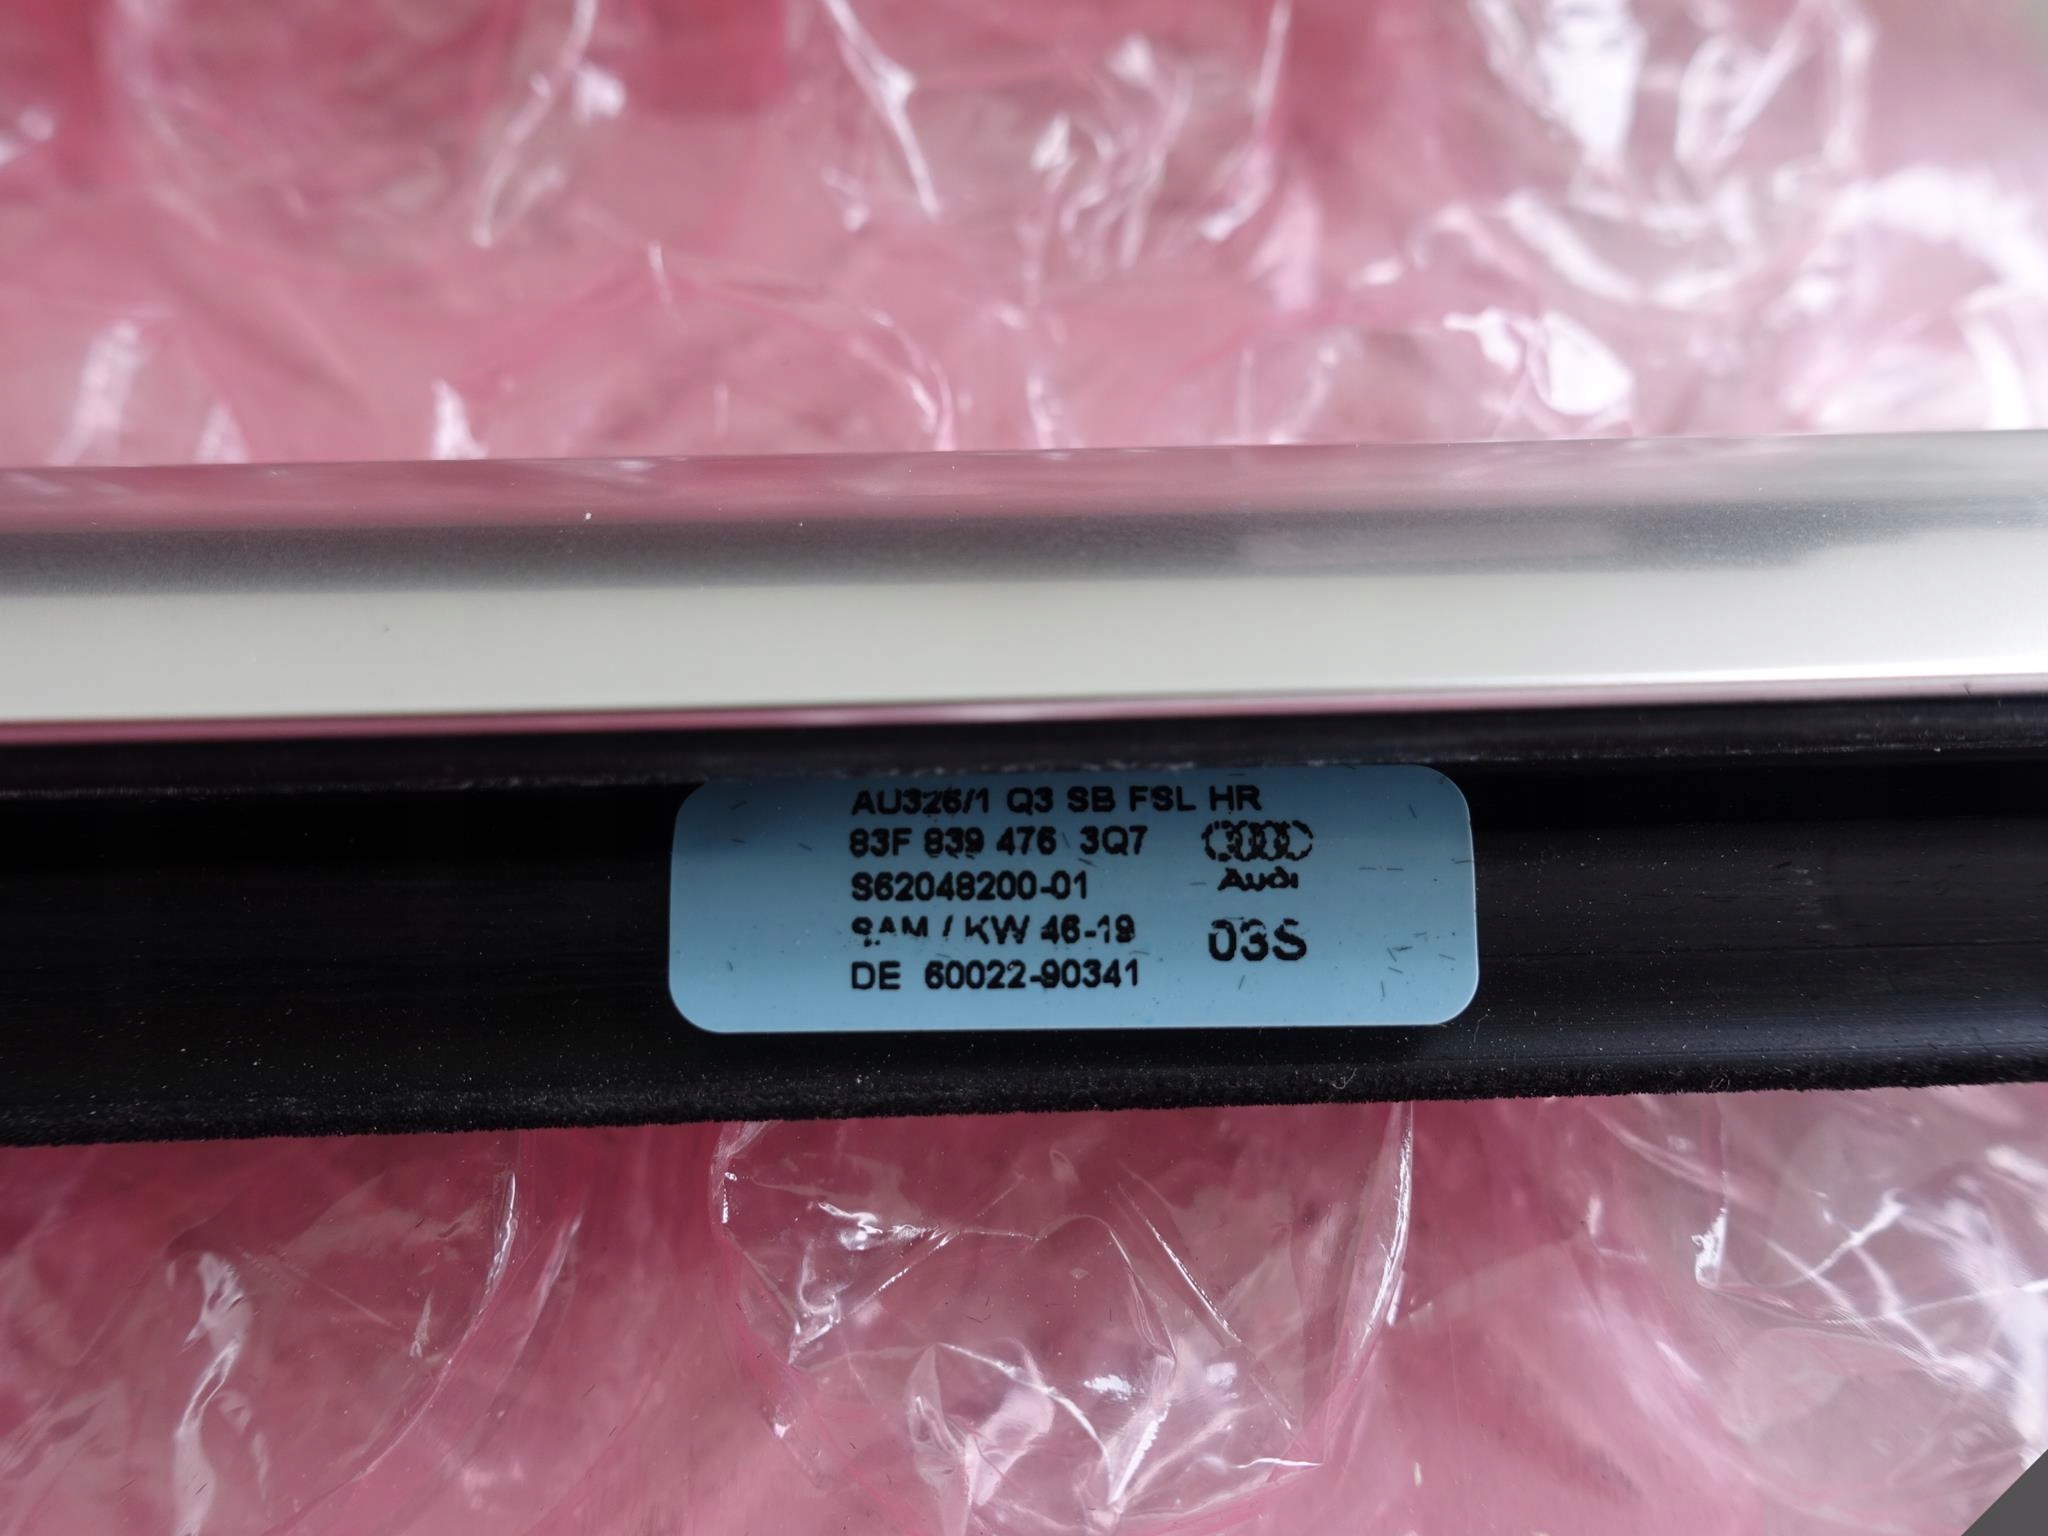 AU326/1 Q3 SB FSL HR
83F 839 476 3Q7
Audi
S62048200-01
SAM / KW 46-19
03S
DE 60022-90341